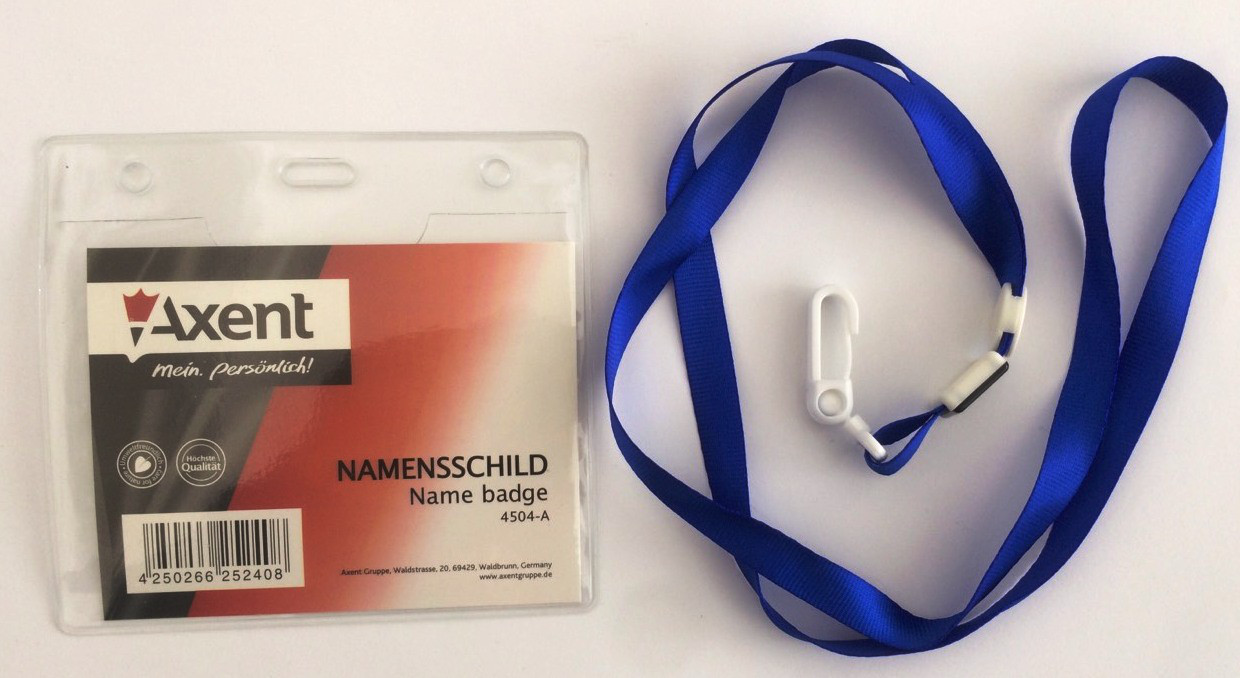 Axent
mein. persönlich!
Höchste
Qualität
NAMENSSCHILD
Name badge
4504-A
4 250266 252408
Axent Gruppe, Waldstrasse, 20, 69429, Waldbrunn, Germany
www.axentgruppe.de